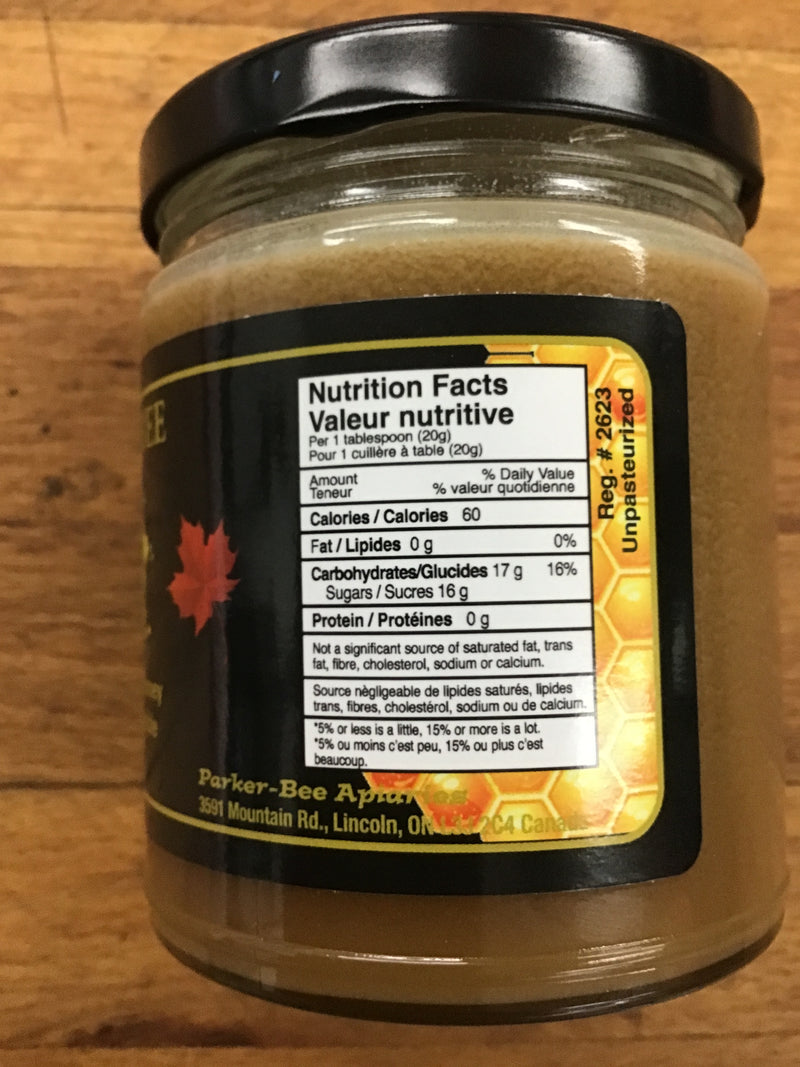 EE
Nutrition Facts
Valeur nutritive
Per 1 tablespoon (20g)
Pour 1 cuillère à table (20g)
Amount % Daily Value
Teneur % valeur quotidienne
Calories / Calories 60
Fat / Lipides 0 g 0%
Carbohydrates/Glucides 17 g 16%
Sugars / Sucres 16 g
Protein / Protéines 0 g
Not a significant source of saturated fat, trans
fat, fibre, cholesterol, sodium or calcium.
Source nègligeable de lipides saturés, lipides
trans, fibres, cholestérol, sodium ou de calcium.
*5% or less is a little, 15% or more is a lot.
*5% ou moins c'est peu, 15% ou plus c'est
beaucoup.
Reg. # 2623
Unpasteurized
Parker-Bee Apiaries
3591 Mountain Rd., Lincoln, ON 2C4 Canada